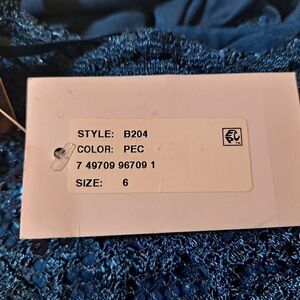 STYLE: B204
COLOR: PEC
7 49709 96709 1
SIZE: 6